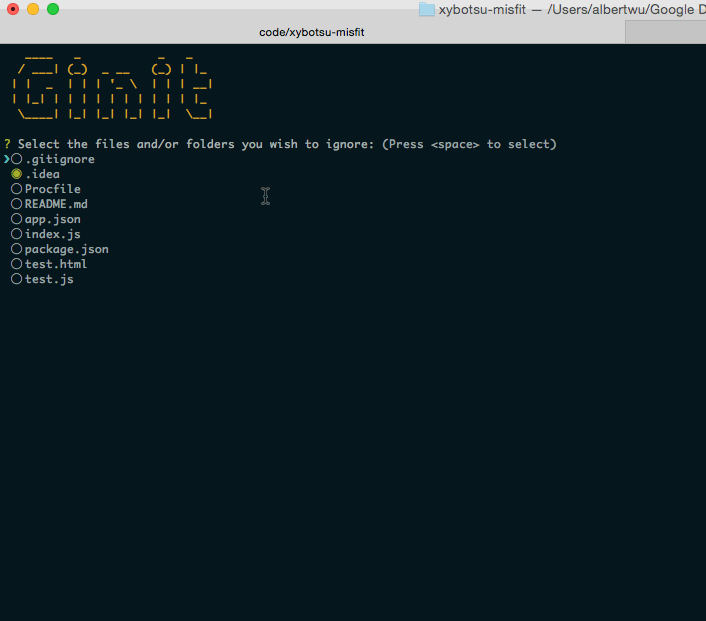 xybotsu-misfit — /Users/albertwu/Google D
code/xybotsu-misfit
Ginit
? Select the files and/or folders you wish to ignore: (Press <space> to select)
❯◯ .gitignore
◉ .idea
◯ Procfile
◯ README.md
◯ app.json
◯ index.js
◯ package.json
◯ test.html
◯ test.js